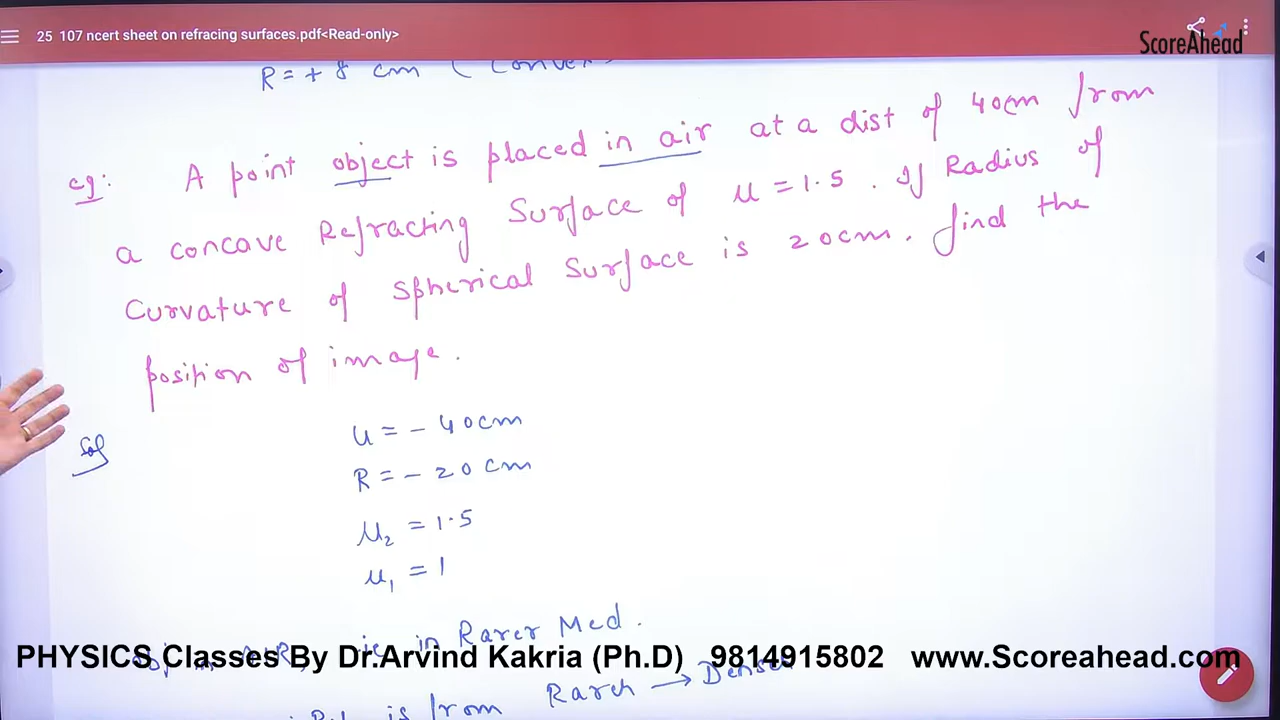 25 107 ncert sheet on refracing surfaces.pdf<Read-only>
ScoreAhead
R = + 8 cm ( Convex
eg: A point object is placed in air at a dist of 40cm from
a concave Refracting Surface of μ = 1.5 . If Radius of
Curvature of Spherical Surface is 20cm. find the
position of image.
Sol
u = - 40cm
R = - 20 cm
μ₂ = 1.5
μ₁ = 1
in Rarer Med.
PHYSICS Classes By Dr.Arvind Kakria (Ph.D) 9814915802 www.Scoreahead.com
is from Rarer → Denser